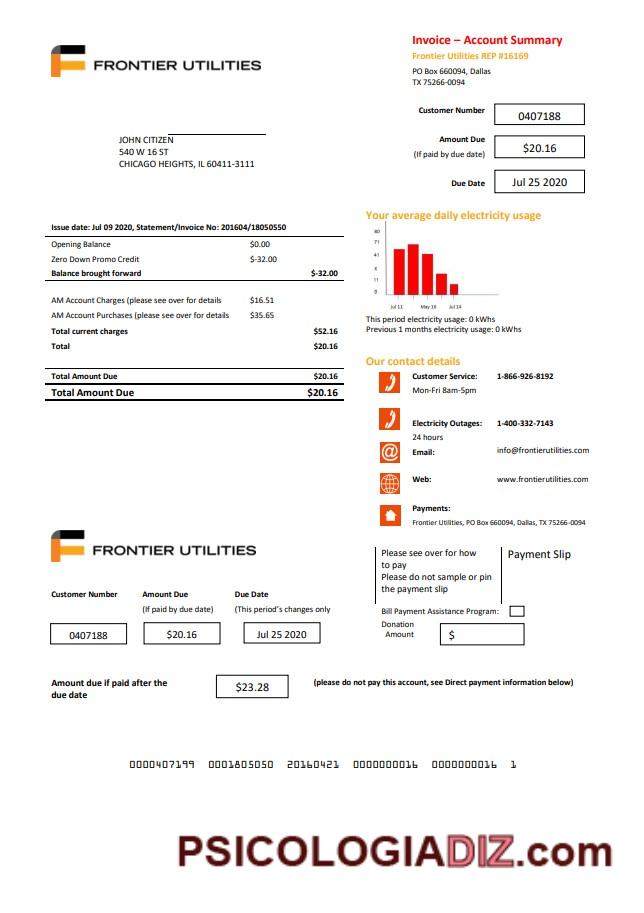 Invoice – Account Summary
Frontier Utilities REP #16169
PO Box 660094, Dallas
TX 75266-0094
FRONTIER UTILITIES
Customer Number 0407188
Amount Due
(If paid by due date) $20.16
Due Date Jul 25 2020
JOHN CITIZEN
540 W 16 ST
CHICAGO HEIGHTS, IL 60411-3111
Issue date: Jul 09 2020, Statement/Invoice No: 201604/18050550
Opening Balance $0.00
Zero Down Promo Credit $-32.00
Balance brought forward $-32.00
AM Account Charges (please see over for details $16.51
AM Account Purchases (please see over for details $35.65
Total current charges $52.16
Total $20.16
Total Amount Due $20.16
Total Amount Due $20.16
Your average daily electricity usage
80
71
41
x
11
0
Jul 11 May 18 Jul 14
This period electricity usage: 0 kWhs
Previous 1 months electricity usage: 0 kWhs
Our contact details
Customer Service: 1-866-926-8192
Mon-Fri 8am-5pm
Electricity Outages: 1-400-332-7143
24 hours
Email: info@frontierutilities.com
Web: www.frontierutilities.com
Payments:
Frontier Utilities, PO Box 660094, Dallas, TX 75266-0094
FRONTIER UTILITIES
Please see over for how
to pay
Please do not sample or pin
the payment slip
Payment Slip
Customer Number Amount Due Due Date
(If paid by due date) (This period's changes only
0407188 $20.16 Jul 25 2020
Bill Payment Assistance Program:
Donation
Amount $
Amount due if paid after the
due date $23.28 (please do not pay this account, see Direct payment information below)
0000407199 0001805050 20160421 0000000016 0000000016 1
PSICOLOGIADIZ.com